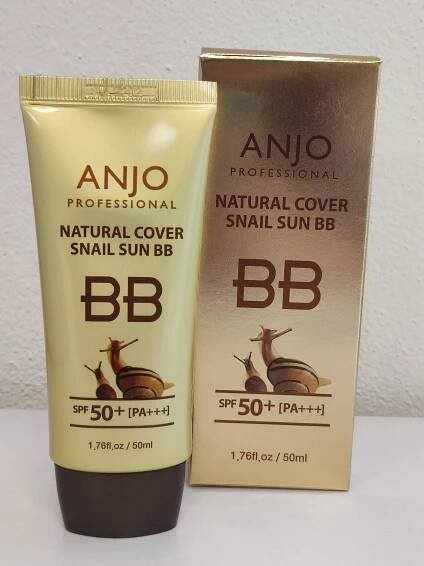 ANJO
PROFESSIONAL
NATURAL COVER
SNAIL SUN BB
BB
SPF 50+ [PA+++]
1,76fl,oz / 50ml
ANJO
PROFESSIONAL
NATURAL COVER
SNAIL SUN BB
BB
SPF 50+ [PA+++]
1,76fl,oz / 50ml